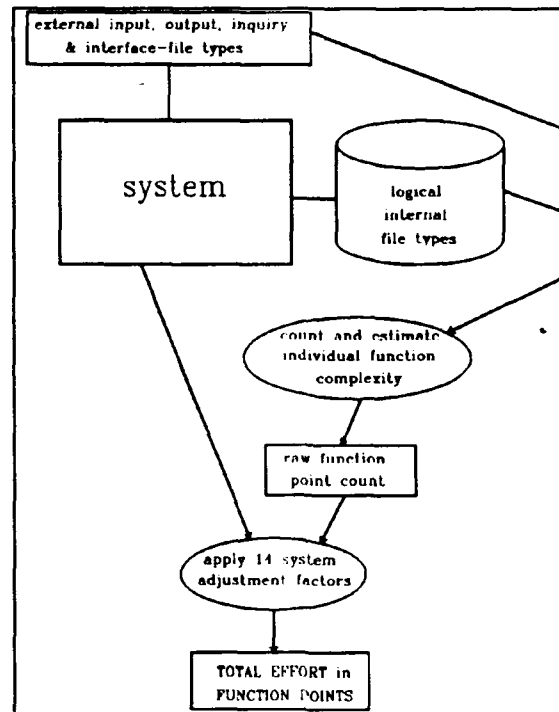 external input, output, inquiry
& interface-file types
system
logical
internal
file types
count and estimate
individual function
complexity
raw function
point count
apply 14 system
adjustment factors
TOTAL EFFORT in
FUNCTION POINTS